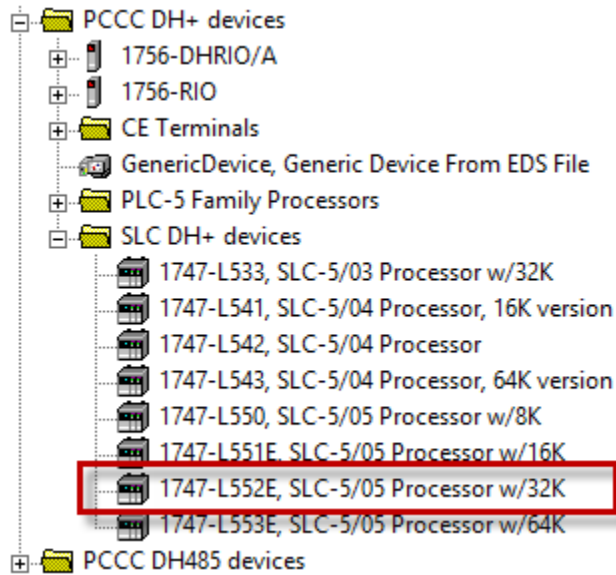 PCCC DH+ devices
1756-DHRIO/A
1756-RIO
CE Terminals
GenericDevice, Generic Device From EDS File
PLC-5 Family Processors
SLC DH+ devices
1747-L533, SLC-5/03 Processor w/32K
1747-L541, SLC-5/04 Processor, 16K version
1747-L542, SLC-5/04 Processor
1747-L543, SLC-5/04 Processor, 64K version
1747-L550, SLC-5/05 Processor w/8K
1747-L551E, SLC-5/05 Processor w/16K
1747-L552E, SLC-5/05 Processor w/32K
1747-L553E, SLC-5/05 Processor w/64K
PCCC DH485 devices